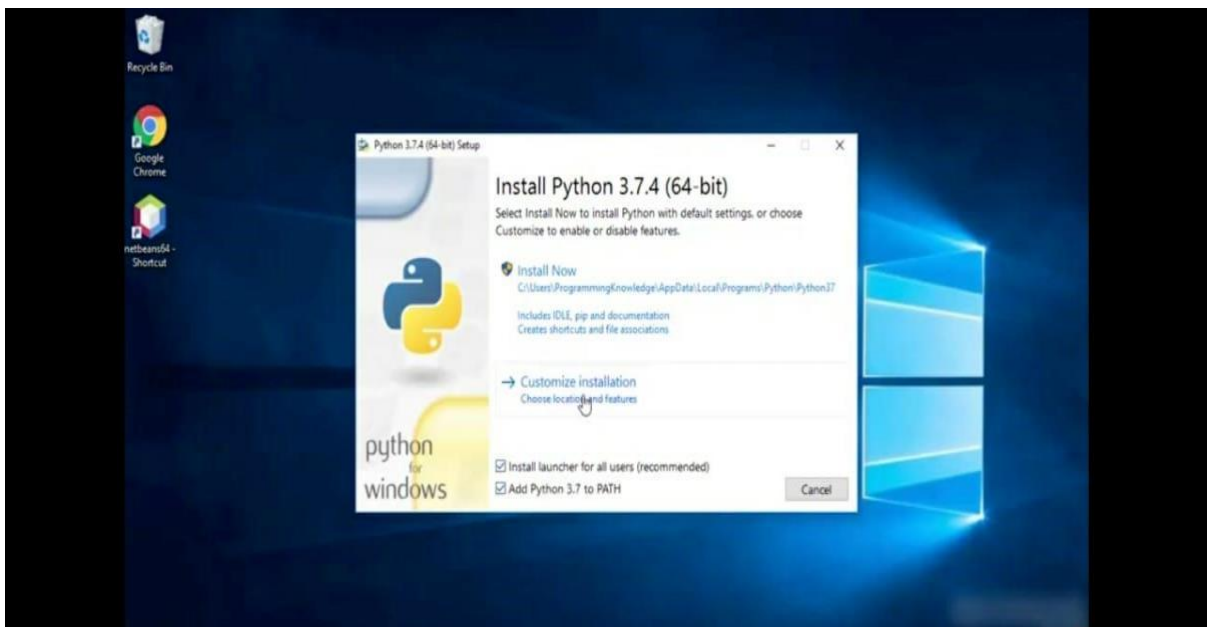 Recycle Bin
Google
Chrome
netbeans64 -
Shortcut
Python 3.7.4 (64-bit) Setup
Install Python 3.7.4 (64-bit)
Select Install Now to install Python with default settings, or choose
Customize to enable or disable features.
Install Now
C:\Users\ProgrammingKnowledge\AppData\Local\Programs\Python\Python37
Includes IDLE, pip and documentation
Creates shortcuts and file associations
Customize installation
Choose location and features
python
for
windows
Install launcher for all users (recommended)
Add Python 3.7 to PATH
Cancel